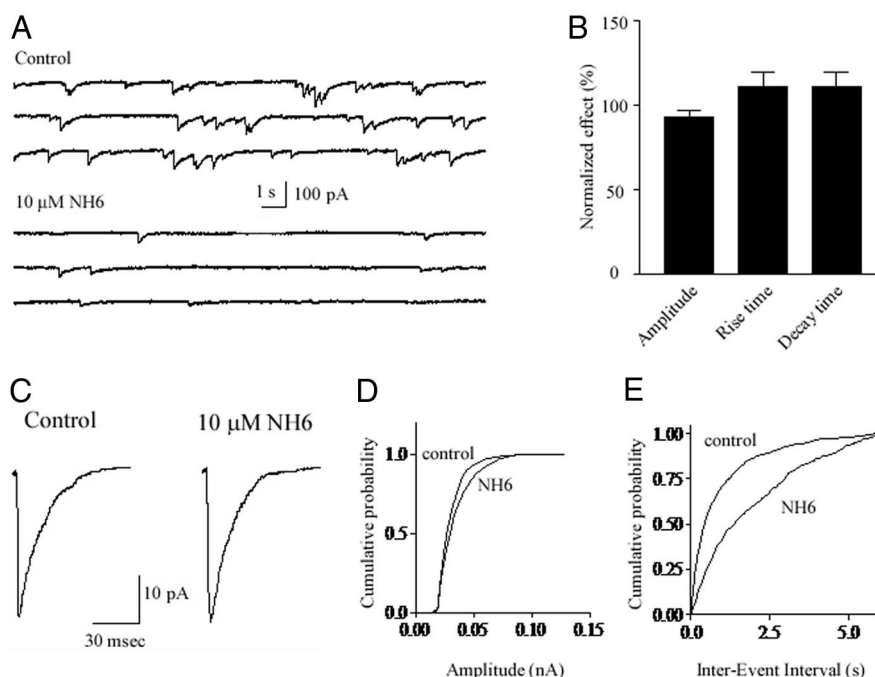 A
Control
1 s
100 pA
10 µM NH6
B
Normalized effect (%)
150
100
50
0
Amplitude
Rise time
Decay time
C
Control
10 µM NH6
10 pA
30 msec
D
Cumulative probability
1.0
0.5
0.0
control
NH6
0.00 0.05 0.10 0.15
Amplitude (nA)
E
Cumulative probability
1.00
0.75
0.50
0.25
0.00
control
NH6
0.0 2.5 5.0
Inter-Event Interval (s)